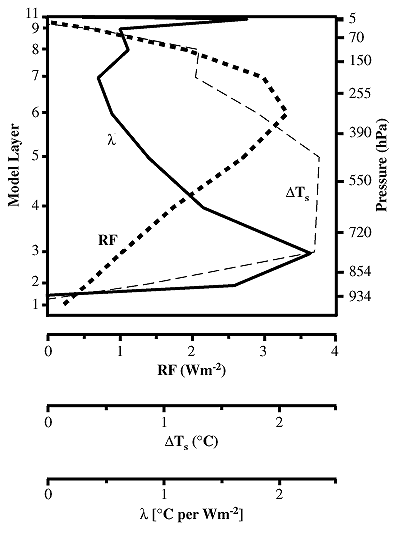 11
9
8
7
6
5
4
3
2
1
Model Layer
5
70
150
255
390
550
720
854
934
Pressure (hPa)
λ
ΔTs
RF
0 1 2 3 4
RF (Wm-2)
0 1 2
ΔTs (°C)
0 1 2
λ [°C per Wm-2]